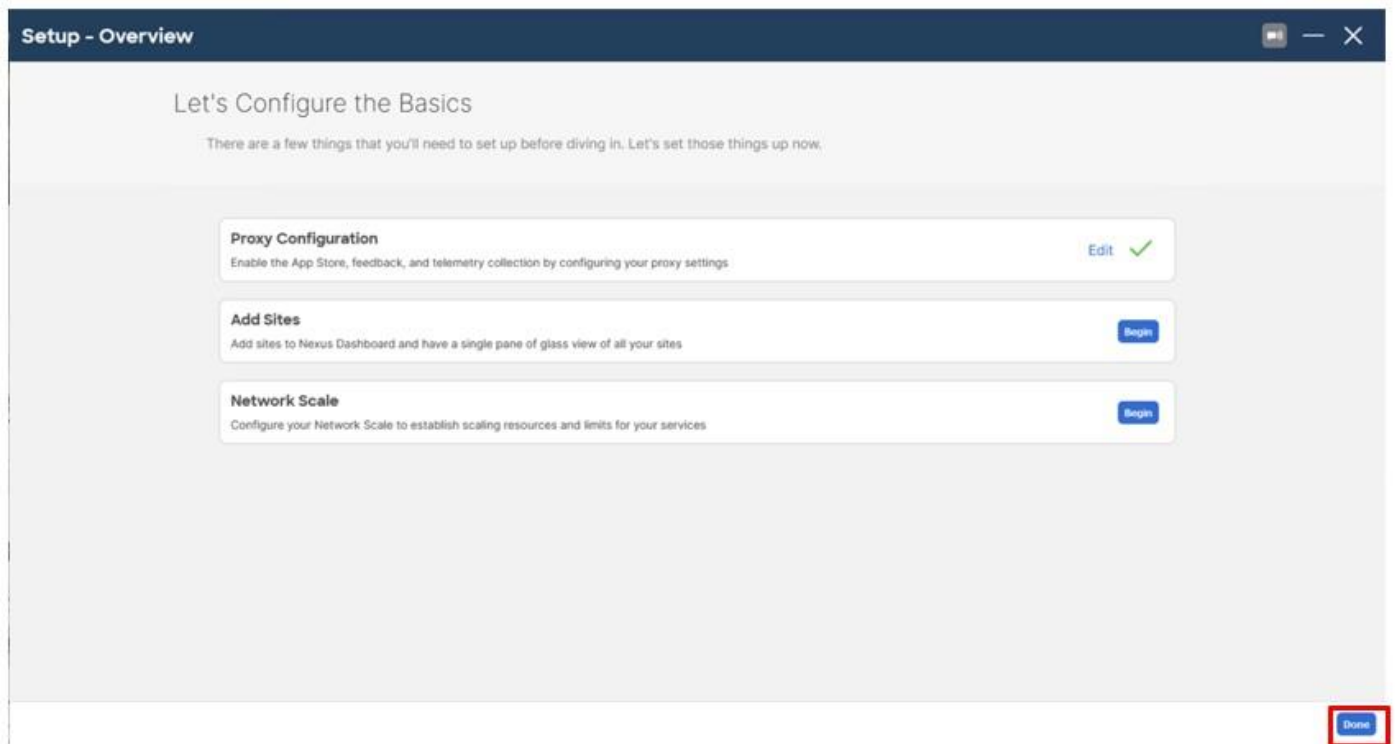 Setup - Overview
Let's Configure the Basics
There are a few things that you'll need to set up before diving in. Let's set those things up now.
Proxy Configuration
Enable the App Store, feedback, and telemetry collection by configuring your proxy settings
Edit
Add Sites
Add sites to Nexus Dashboard and have a single pane of glass view of all your sites
Begin
Network Scale
Configure your Network Scale to establish scaling resources and limits for your services
Begin
Done